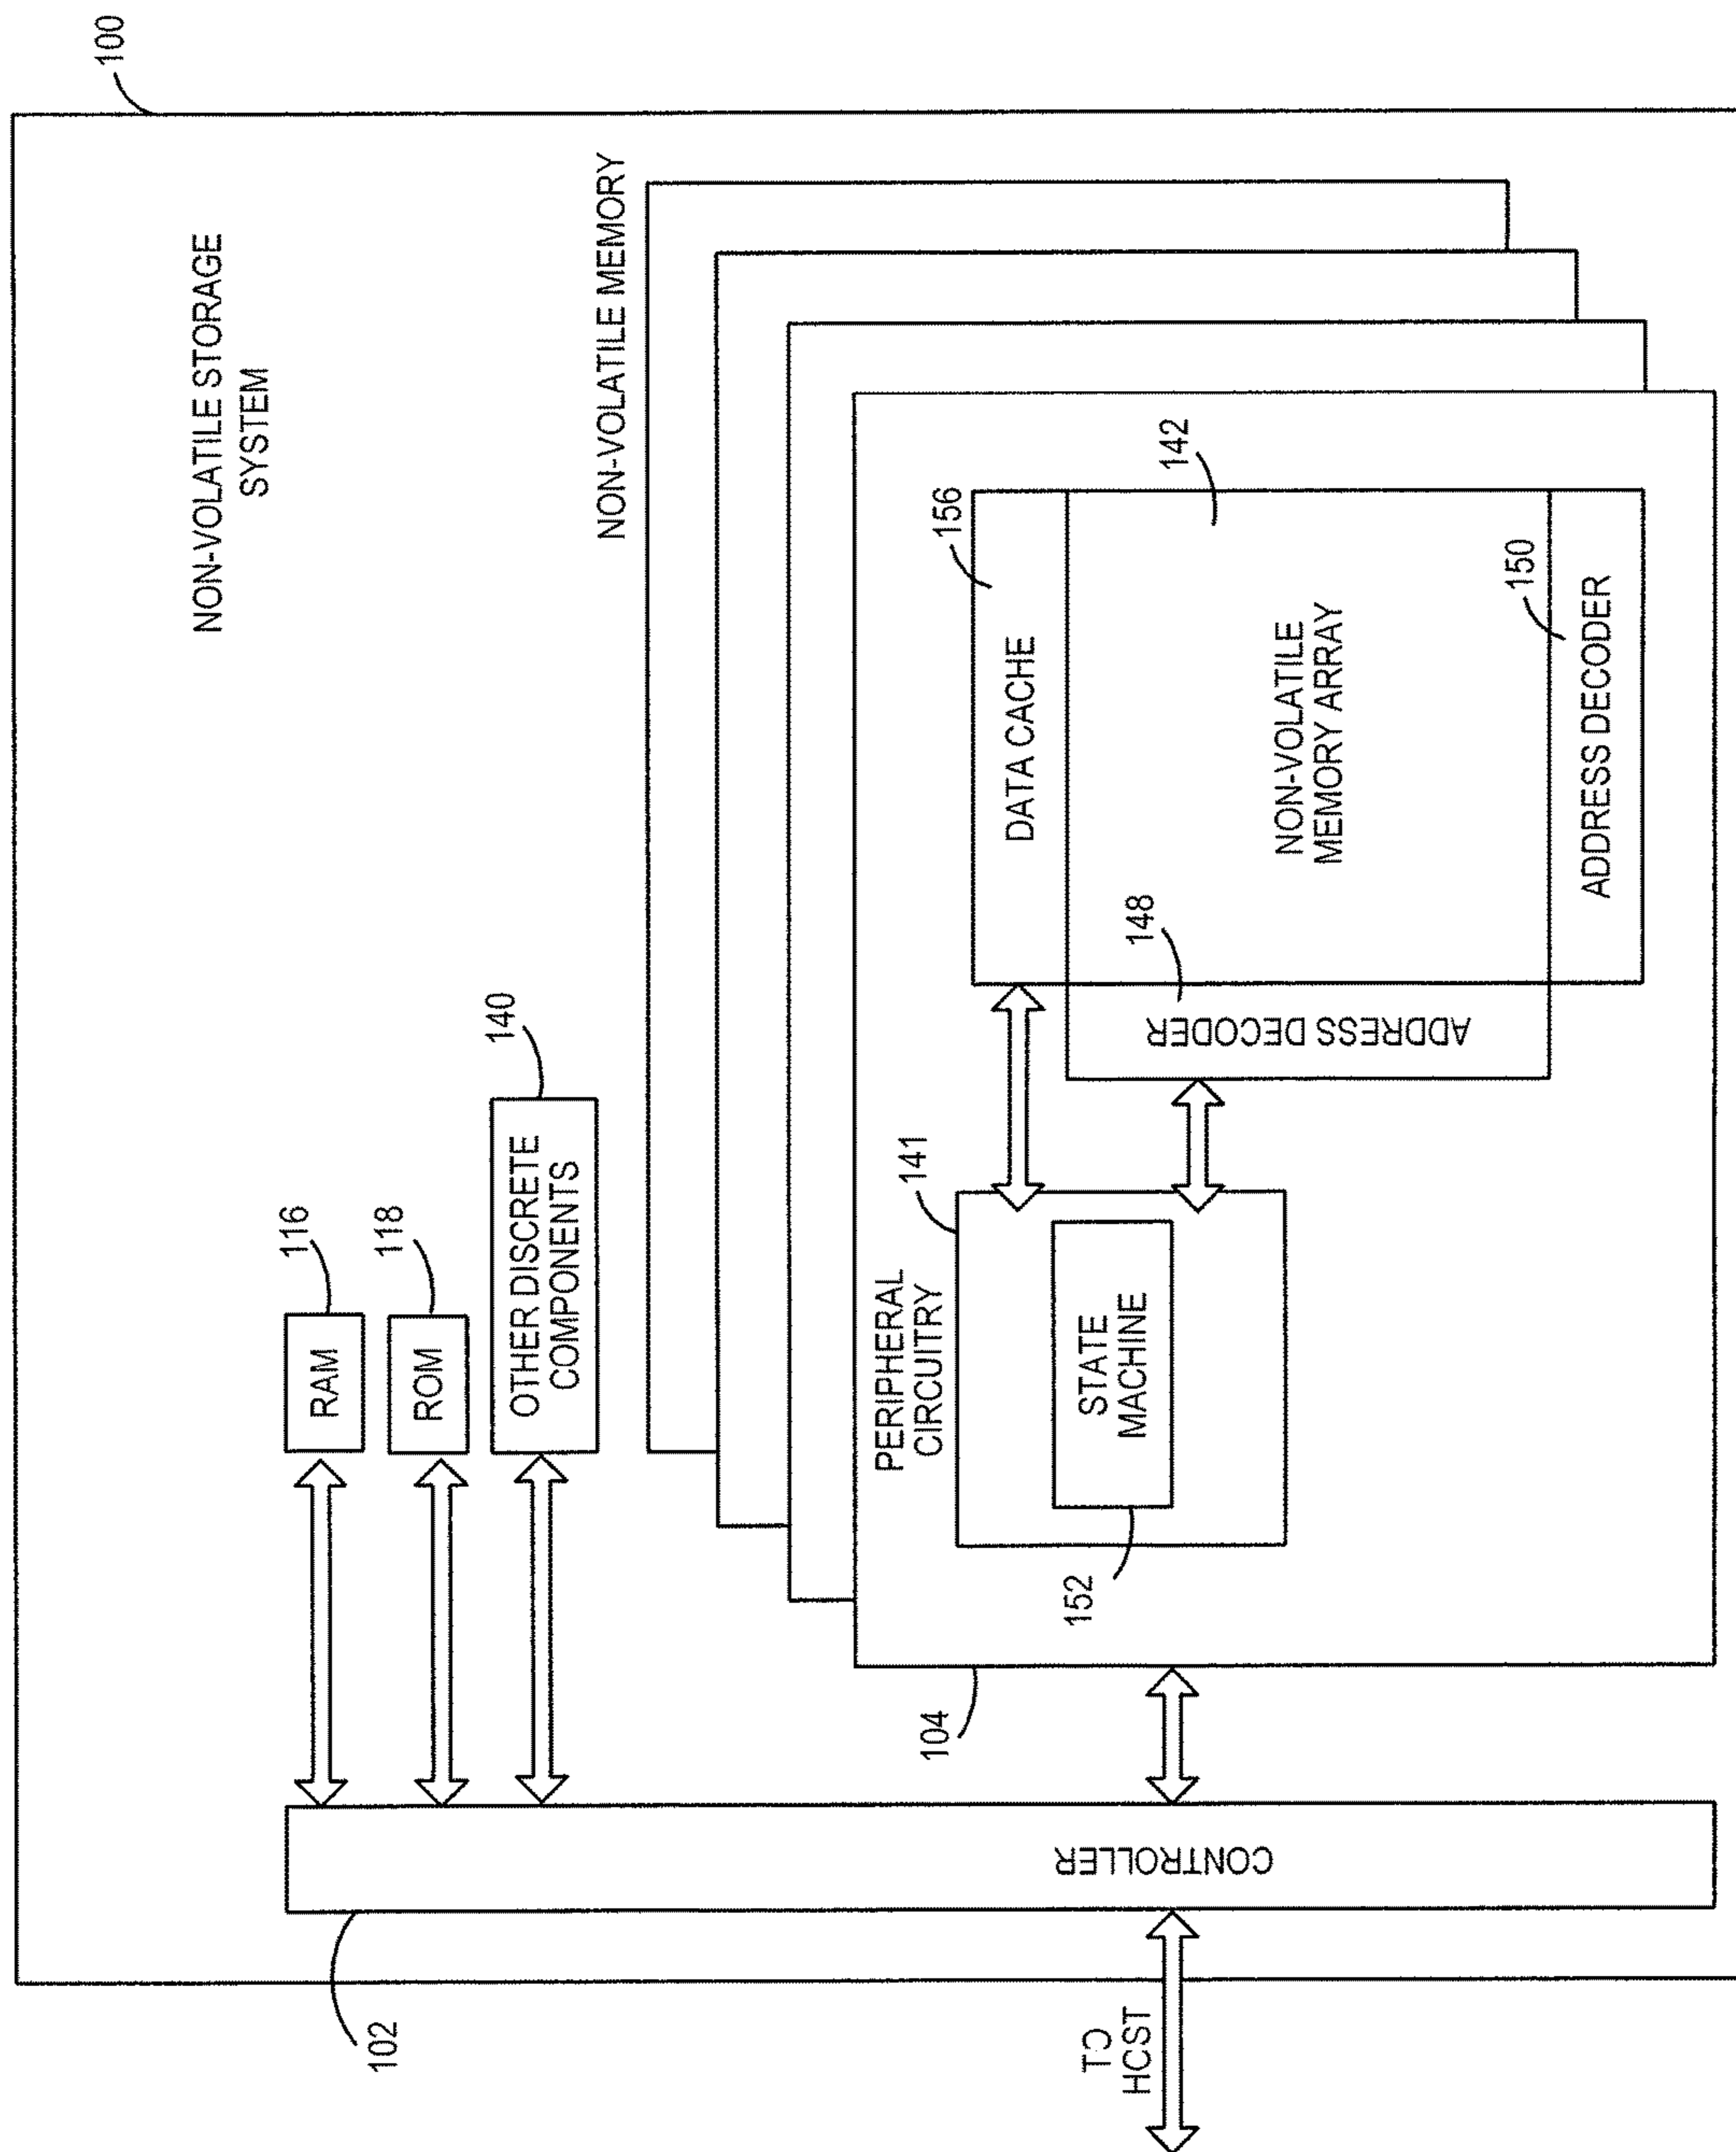 100
NON-VOLATILE STORAGE
SYSTEM
116
RAM
118
ROM
140
OTHER DISCRETE
COMPONENTS
NON-VOLATILE MEMORY
102
CONTROLLER
TO
HCST
104
PERIPHERAL
CIRCUITRY
141
STATE
MACHINE
152
156
DATA CACHE
148
ADDRESS DECODER
142
NON-VOLATILE
MEMORY ARRAY
150
ADDRESS DECODER